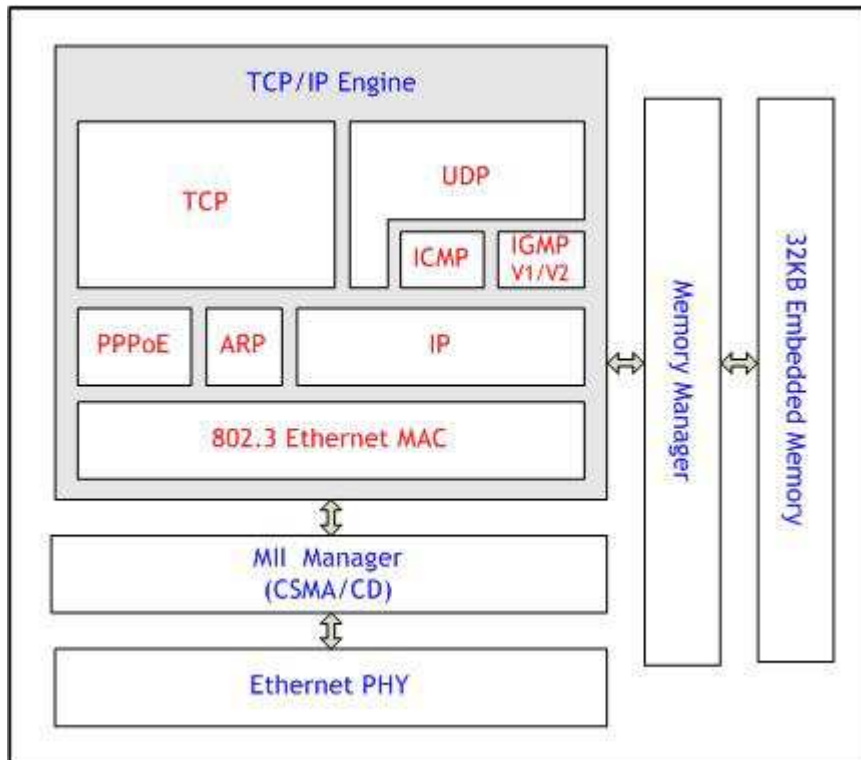 TCP/IP Engine
TCP
UDP
ICMP
IGMP
V1/V2
PPPoE
ARP
IP
802.3 Ethernet MAC
MII Manager
(CSMA/CD)
Ethernet PHY
Memory Manager
32KB Embedded Memory